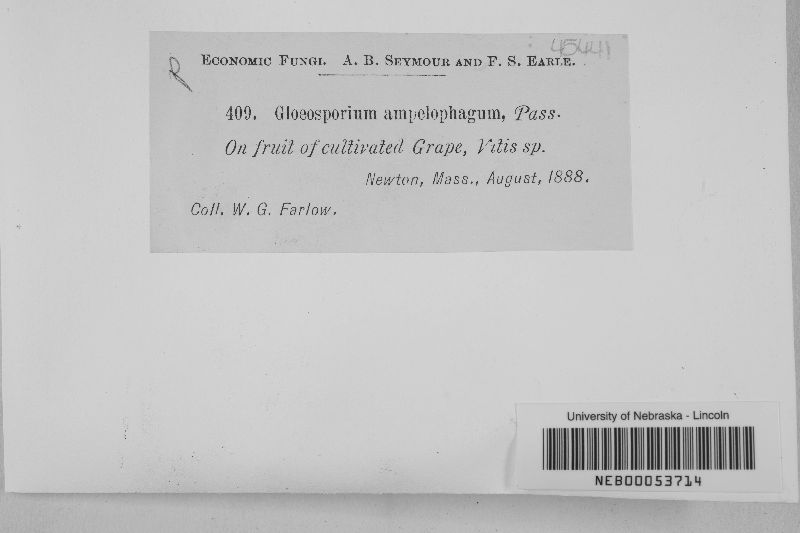 45441
R
ECONOMIC FUNGI. A. B. SEYMOUR AND F. S. EARLE.
409. Gloeosporium ampelophagum, Pass.
On fruit of cultivated Grape, Vitis sp.
Newton, Mass., August, 1888.
Coll. W. G. Farlow.
University of Nebraska - Lincoln
NEB00053714